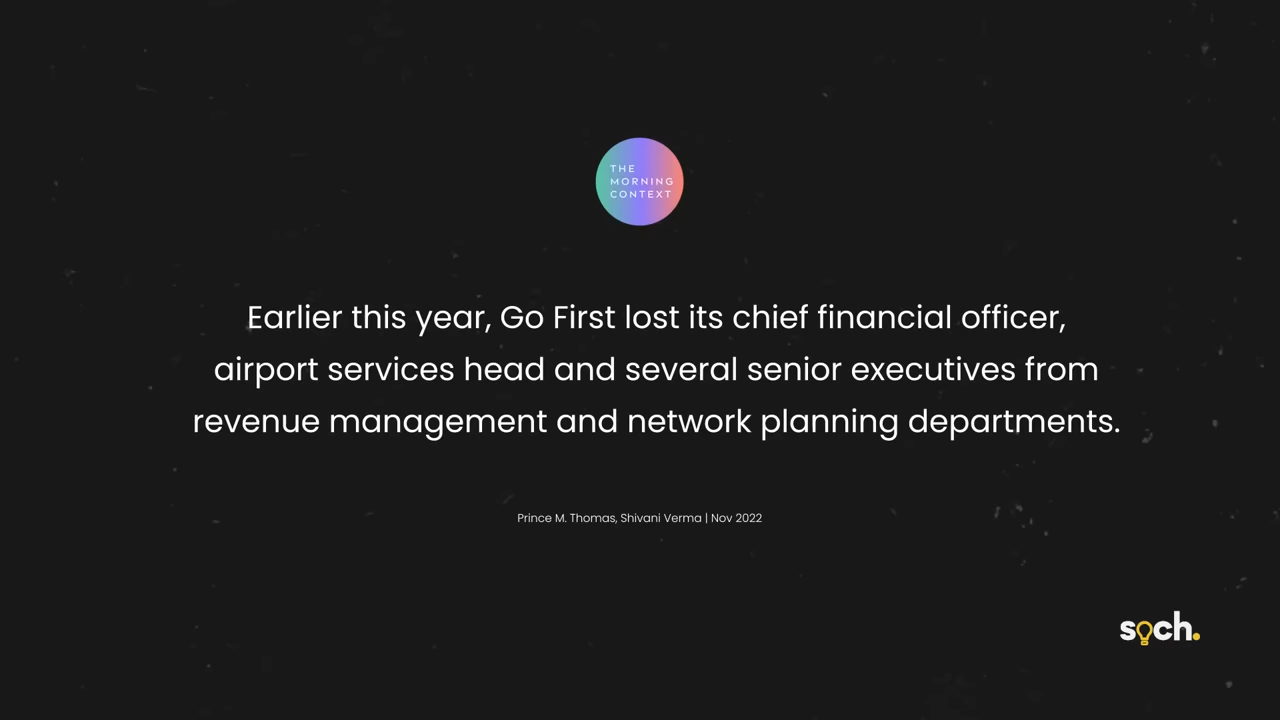 THE
MORNING
CONTEXT
Earlier this year, Go First lost its chief financial officer,
airport services head and several senior executives from
revenue management and network planning departments.
Prince M. Thomas, Shivani Verma | Nov 2022
soch.